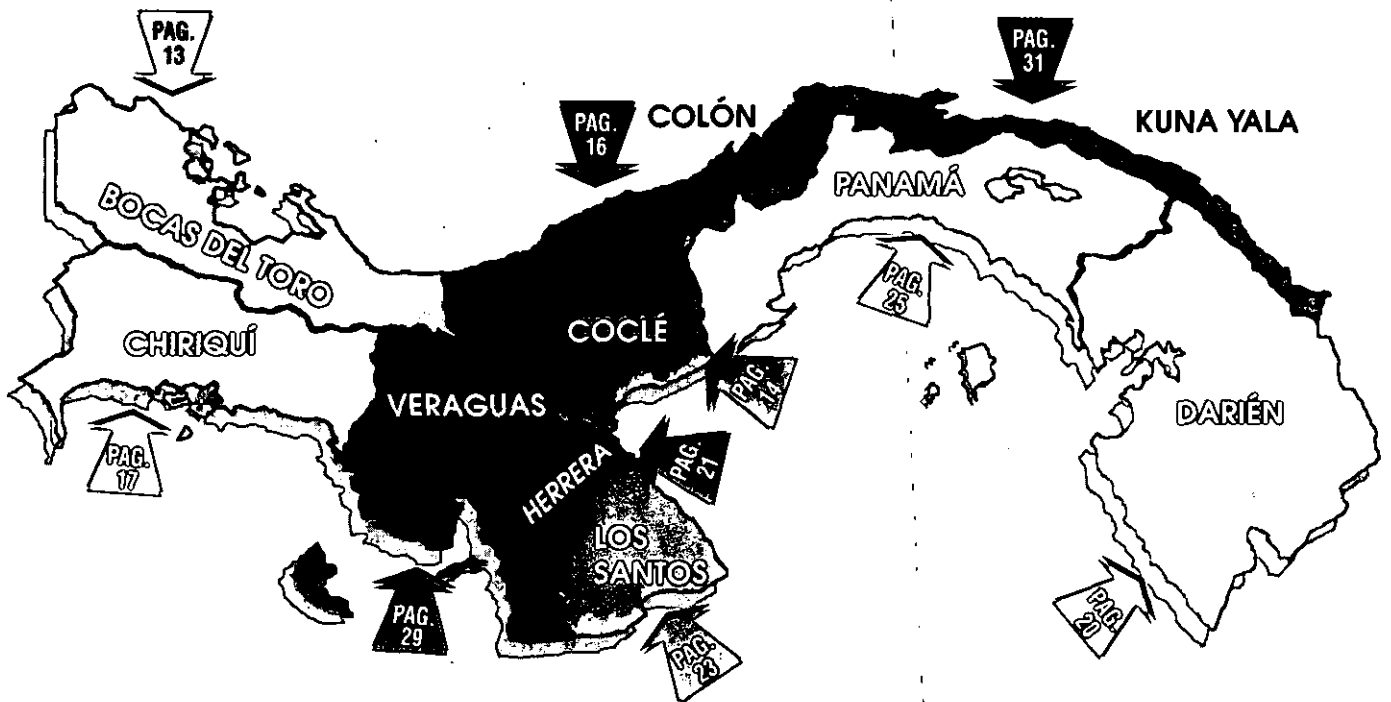 PAG.
13
PAG.
31
PAG.
16
COLÓN
KUNA YALA
PANAMÁ
BOCAS DEL TORO
PAG.
25
COCLÉ
CHIRIQUÍ
PAG.
14
VERAGUAS
DARIÉN
PAG.
17
PAG.
21
HERRERA
LOS
SANTOS
PAG.
29
PAG.
20
PAG.
23